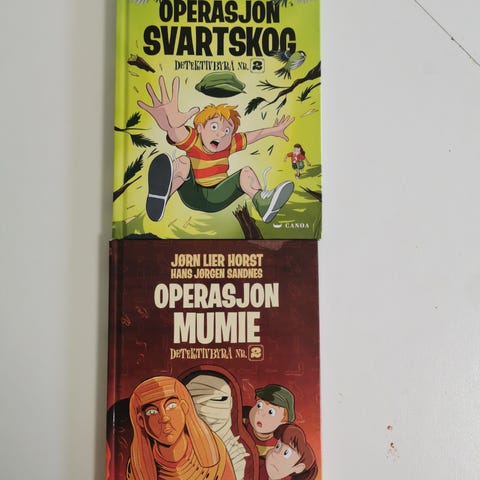 OPERASJON
SVARTSKOG
DETEKTIVBYRÅ NR. 2
CANOA
JØRN LIER HORST
HANS JØRGEN SANDNES
OPERASJON
MUMIE
DETEKTIVBYRÅ NR. 2